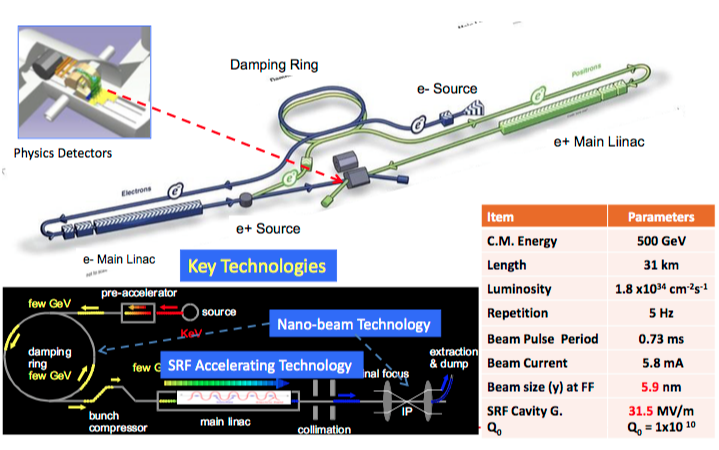 Damping Ring
e- Source
Positrons
Physics Detectors
e+ Main Liinac
Electrons
e+ Source
e- Main Linac
Key Technologies
pre-accelerator
few GeV
source
KeV
Nano-beam Technology
damping
ring
few GeV
few G
SRF Accelerating Technology
nal focus
extraction
& dump
IP
bunch
compressor
main linac
collimation
Item Parameters
C.M. Energy 500 GeV
Length 31 km
Luminosity 1.8 x10³⁴ cm⁻²s⁻¹
Repetition 5 Hz
Beam Pulse Period 0.73 ms
Beam Current 5.8 mA
Beam size (y) at FF 5.9 nm
SRF Cavity G. 31.5 MV/m
Q₀ Q₀ = 1x10 ¹⁰